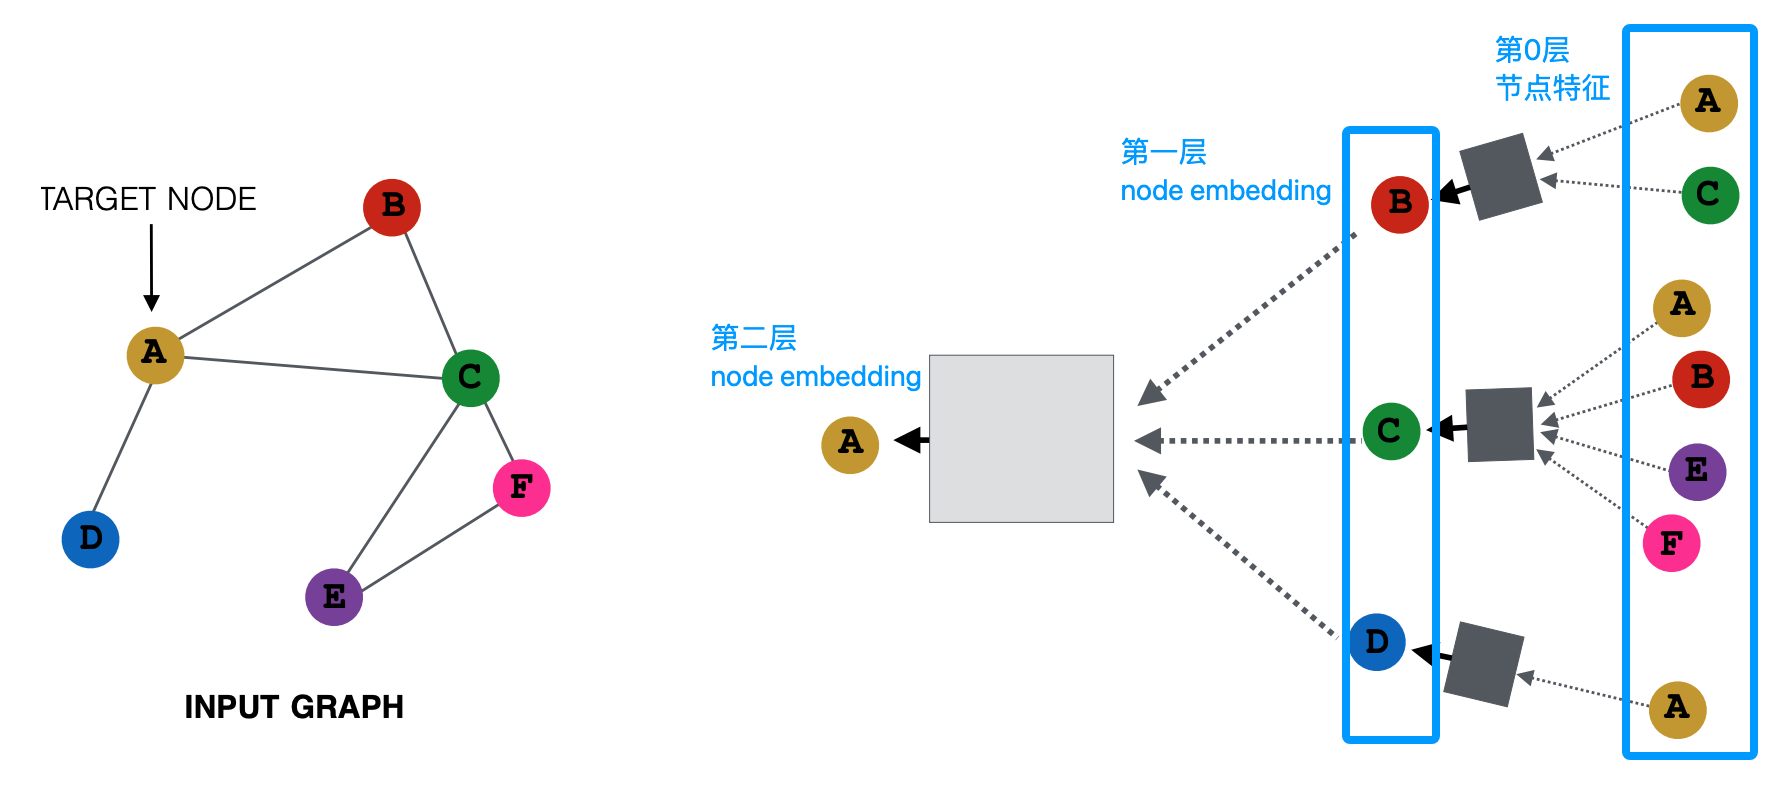 TARGET NODE
A
B
C
D
E
F
INPUT GRAPH
第二层
node embedding
A
第一层
node embedding
B
C
D
第0层
节点特征
A
C
A
B
E
F
A